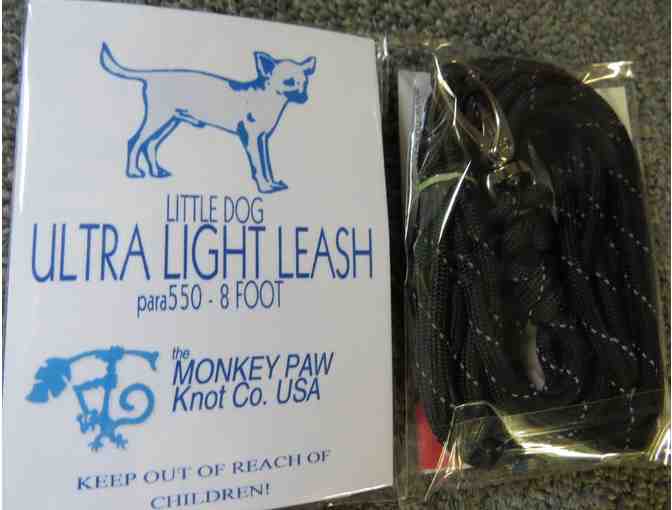 LITTLE DOG
ULTRA LIGHT LEASH
para550 - 8 FOOT
the
MONKEY PAW
Knot Co. USA
KEEP OUT OF REACH OF
CHILDREN!